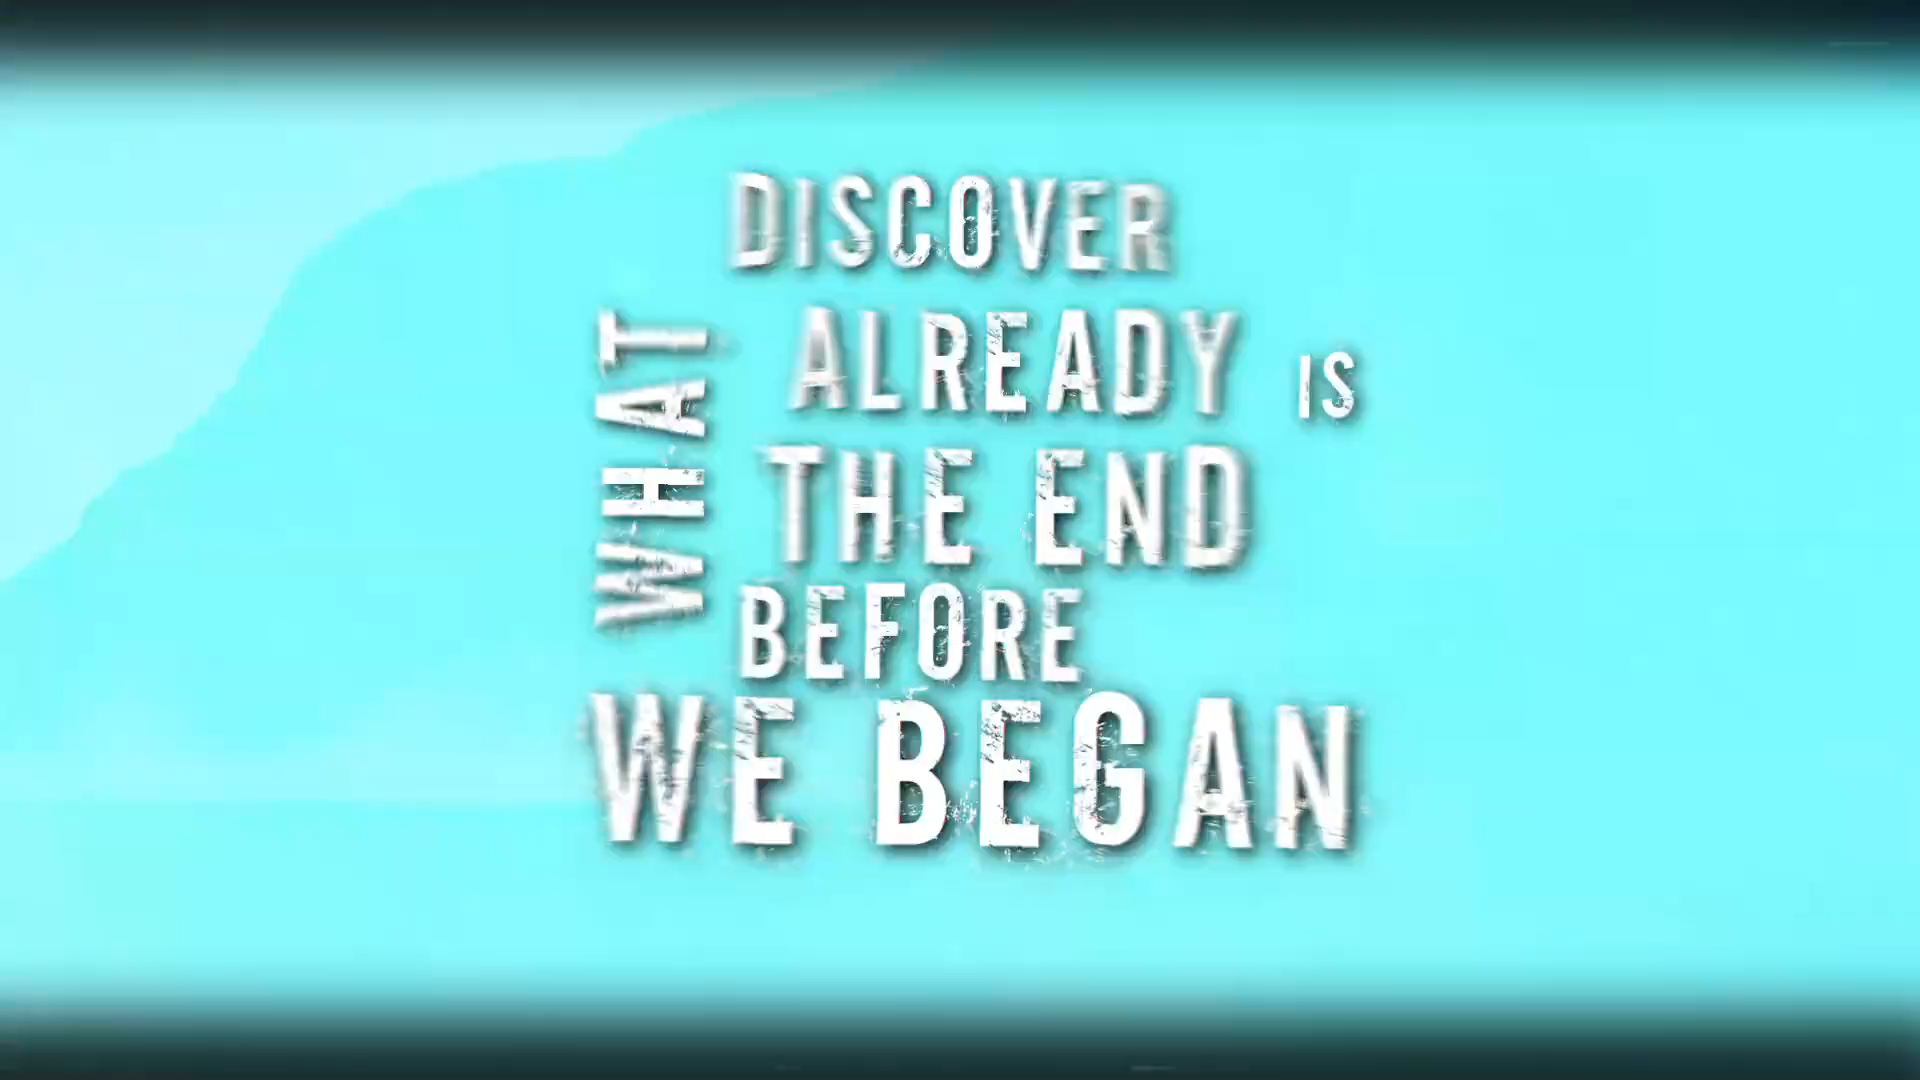 DISCOVER
WHAT
ALREADY IS
THE END
BEFORE
WE BEGAN